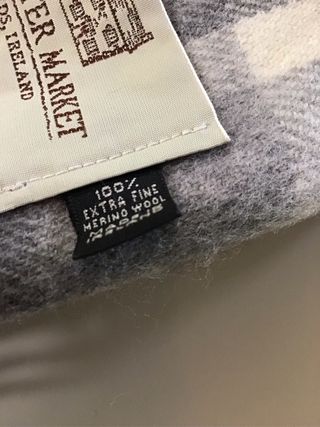 ER MARKET
DS, IRELAND
100%
EXTRA FINE
MERINO WOOL